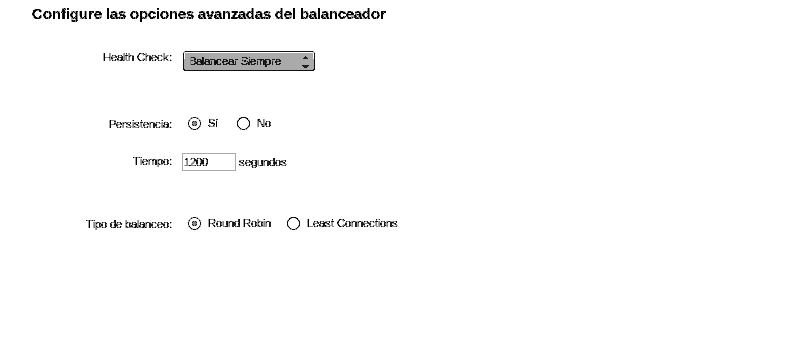 Configure las opciones avanzadas del balanceador
Health Check: Balancear Siempre
Persistencia: Sí No
Tiempo: 1200 segundos
Tipo de balanceo: Round Robin Least Connections